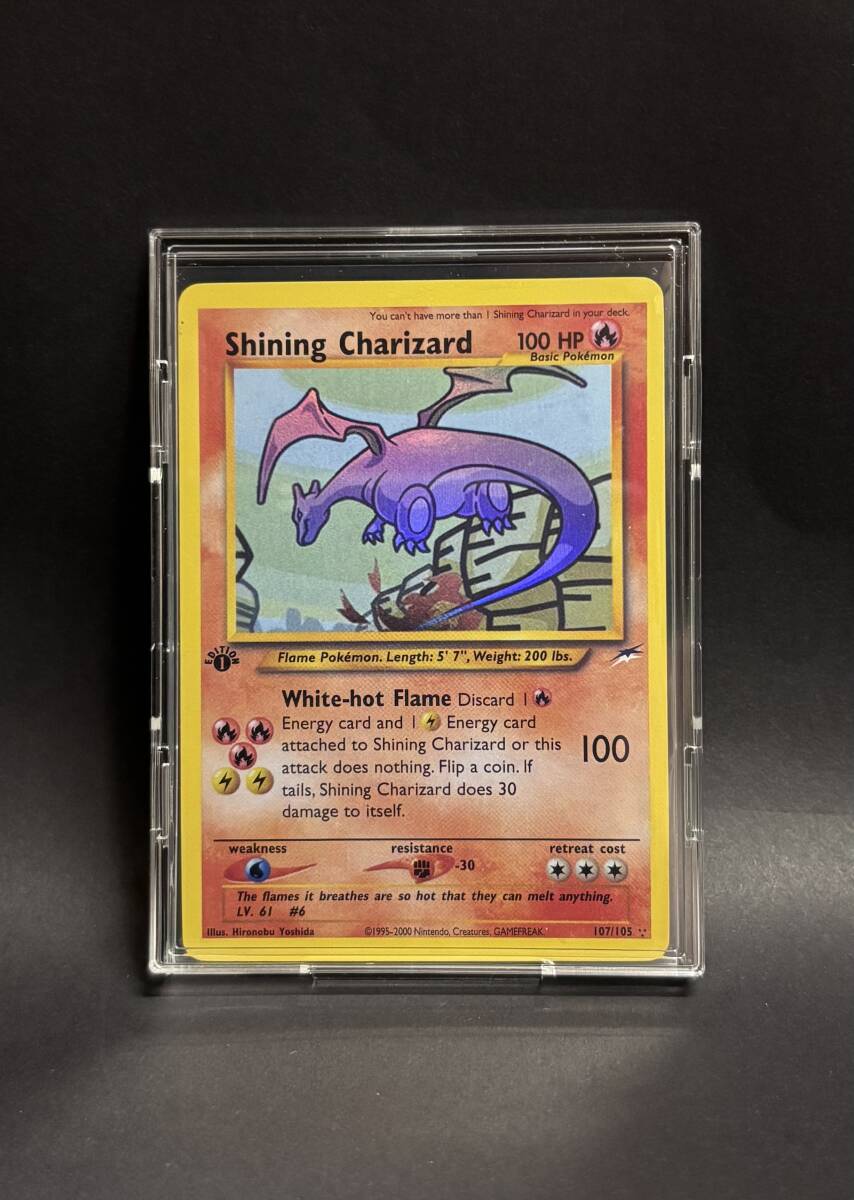 You can't have more than 1 Shining Charizard in your deck.
Shining Charizard 100 HP
Basic Pokémon
EDITION 1
Flame Pokémon. Length: 5' 7", Weight: 200 lbs.
White-hot Flame Discard 1
Energy card and 1 Energy card
attached to Shining Charizard or this
attack does nothing. Flip a coin. If
tails, Shining Charizard does 30
damage to itself.
100
weakness resistance retreat cost
-30
The flames it breathes are so hot that they can melt anything.
LV. 61 #6
Illus. Hironobu Yoshida ©1995-2000 Nintendo, Creatures, GAMEFREAK. 107/105